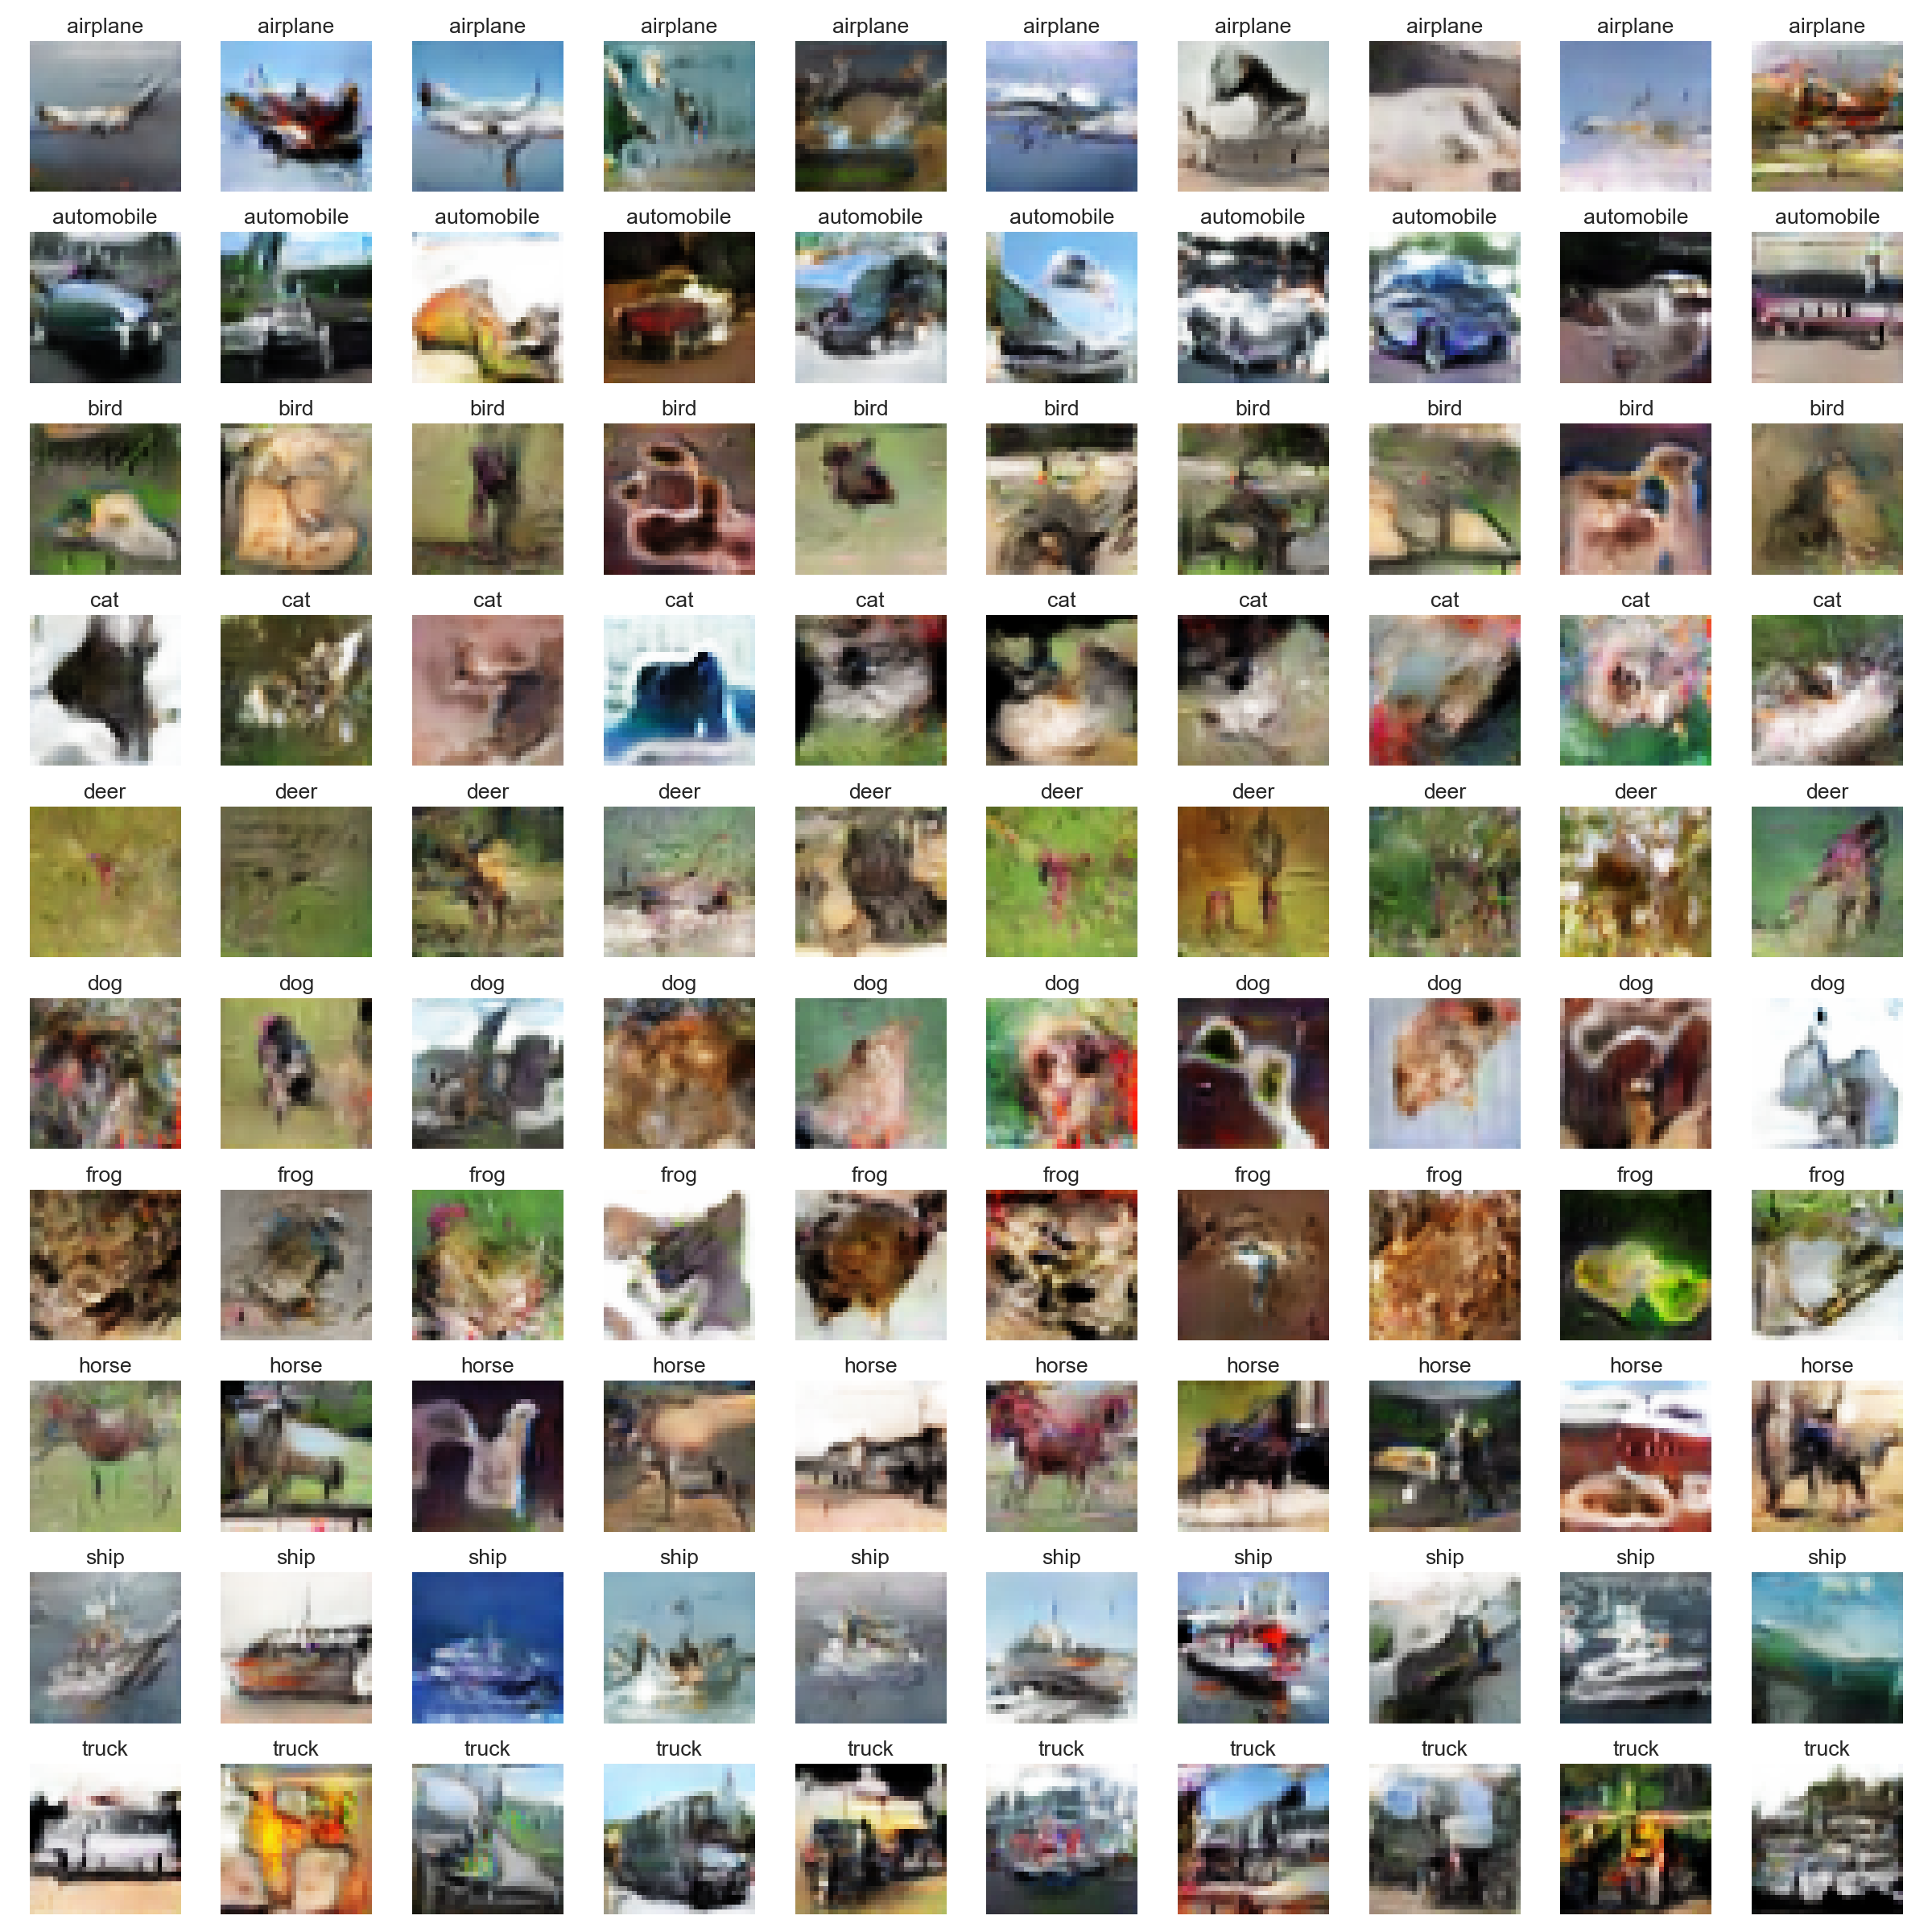 airplane airplane airplane airplane airplane airplane airplane airplane airplane airplane
automobile automobile automobile automobile automobile automobile automobile automobile automobile automobile
bird bird bird bird bird bird bird bird bird bird
cat cat cat cat cat cat cat cat cat cat
deer deer deer deer deer deer deer deer deer deer
dog dog dog dog dog dog dog dog dog dog
frog frog frog frog frog frog frog frog frog frog
horse horse horse horse horse horse horse horse horse horse
ship ship ship ship ship ship ship ship ship ship
truck truck truck truck truck truck truck truck truck truck